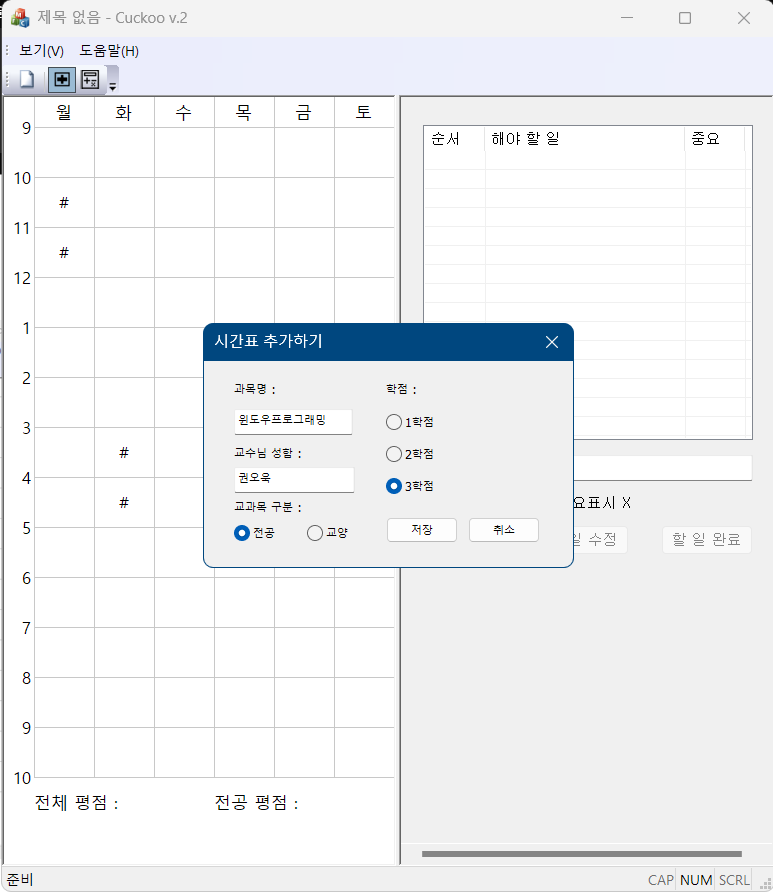 제목 없음 - Cuckoo v.2
보기(V) 도움말(H)
월 화 수 목 금 토
9
10
#
11
#
12
1
2
3
#
4
#
5
6
7
8
9
10
전체 평점 : 전공 평점 :
순서 해야 할 일 중요
시간표 추가하기
과목명 :
윈도우프로그래밍
교수님 성함 :
권오욱
교과목 구분 :
전공 교양
학점 :
1학점
2학점
3학점
저장 취소
요표시 X
일 수정 할 일 완료
준비 CAP NUM SCRL